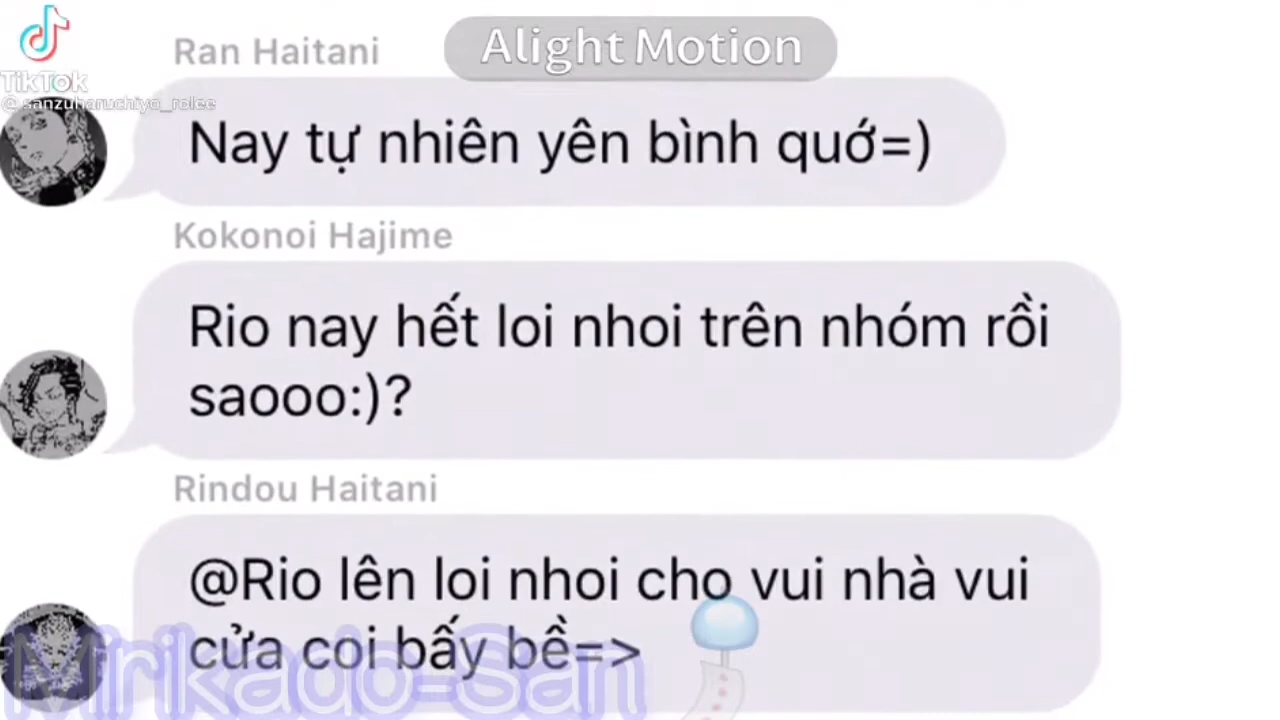 TikTok
@sanzuharuchiyo_rolee
Alight Motion
Ran Haitani
Nay tự nhiên yên bình quớ=)
Kokonoi Hajime
Rio nay hết loi nhoi trên nhóm rồi
saooo:)?
Rindou Haitani
@Rio lên loi nhoi cho vui nhà vui
cửa coi bấy bề=>
Mirikado-San